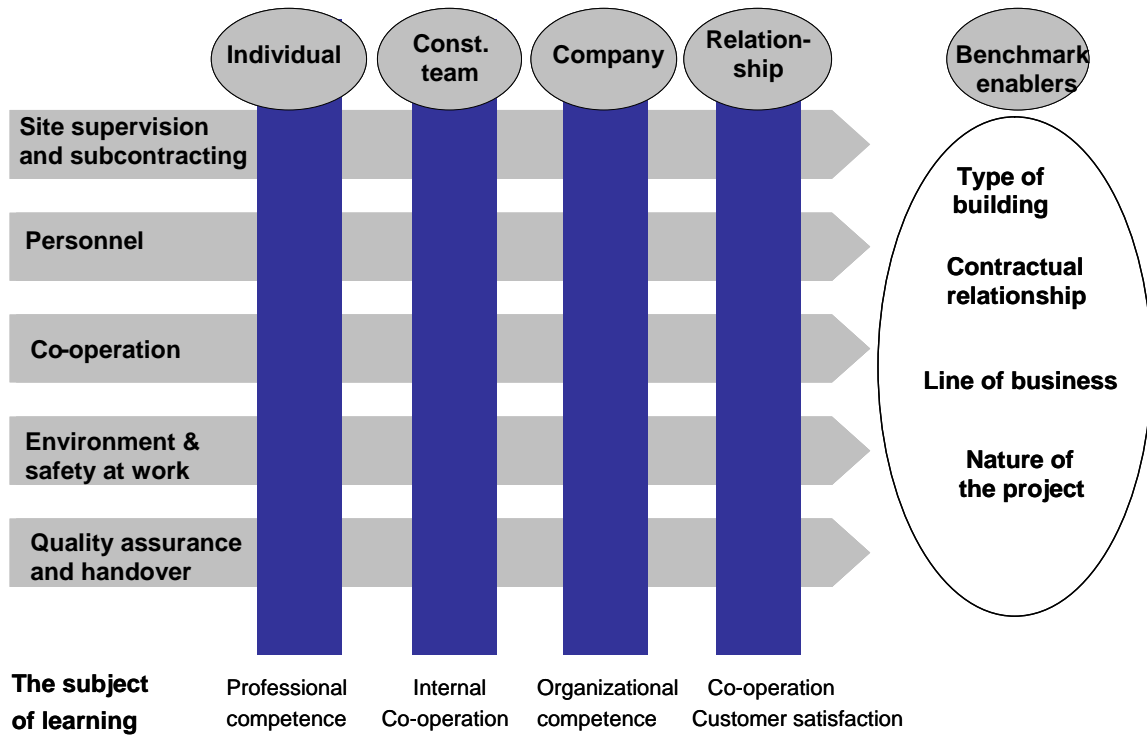 Individual
Const.
team
Company
Relation-
ship
Benchmark
enablers
Site supervision
and subcontracting
Personnel
Co-operation
Environment &
safety at work
Quality assurance
and handover
Type of
building
Contractual
relationship
Line of business
Nature of
the project
The subject
of learning
Professional
competence
Internal
Co-operation
Organizational
competence
Co-operation
Customer satisfaction